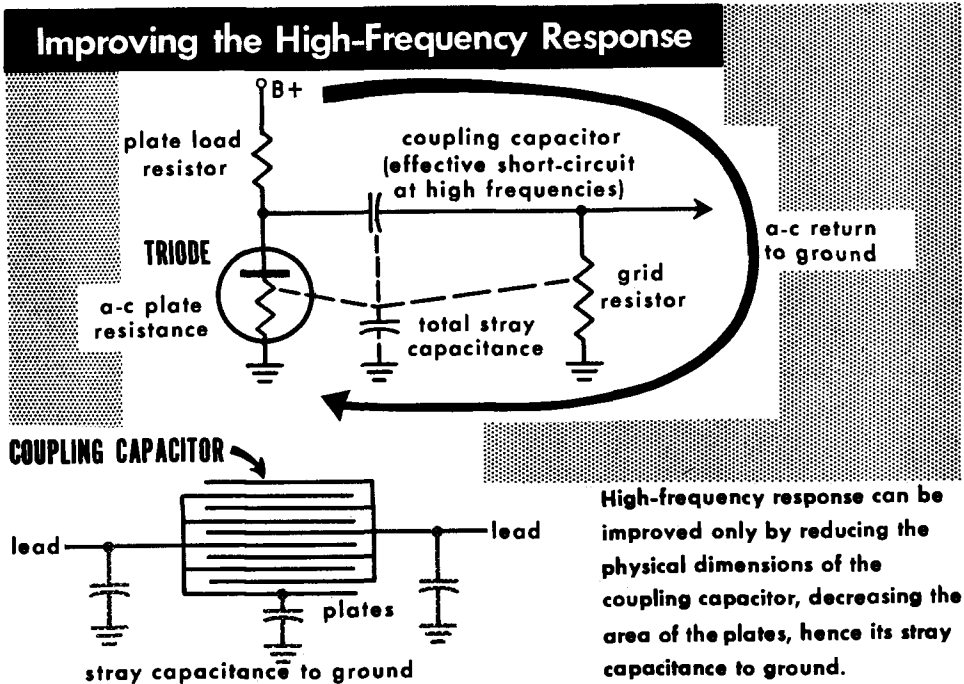 Improving the High-Frequency Response
B+
plate load
resistor
coupling capacitor
(effective short-circuit
at high frequencies)
a-c return
to ground
TRIODE
a-c plate
resistance
grid
resistor
total stray
capacitance
COUPLING CAPACITOR
lead
lead
plates
stray capacitance to ground
High-frequency response can be
improved only by reducing the
physical dimensions of the
coupling capacitor, decreasing the
area of the plates, hence its stray
capacitance to ground.